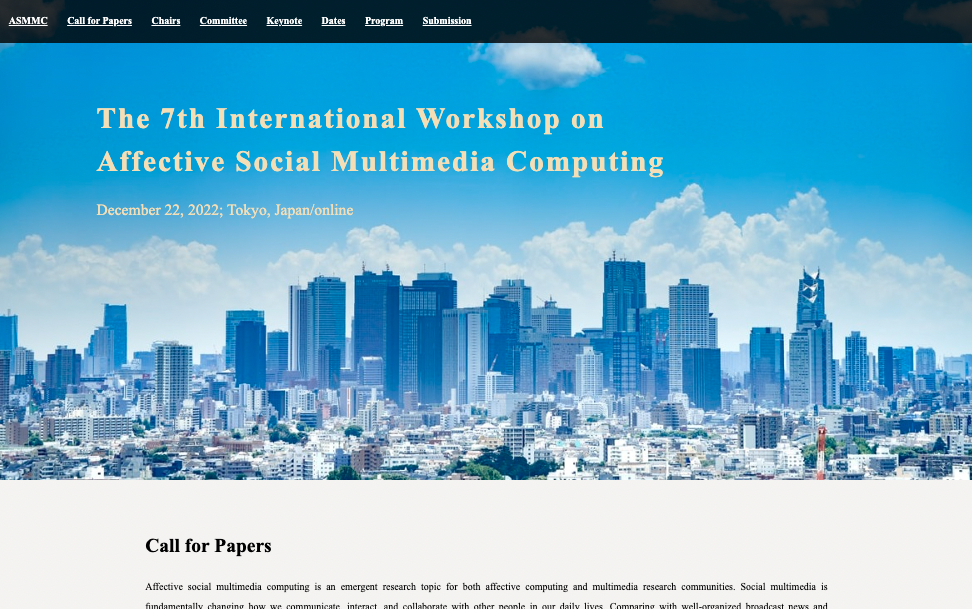 ASMMC Call for Papers Chairs Committee Keynote Dates Program Submission
The 7th International Workshop on
Affective Social Multimedia Computing
December 22, 2022; Tokyo, Japan/online
Call for Papers
Affective social multimedia computing is an emergent research topic for both affective computing and multimedia research communities. Social multimedia is
fundamentally changing how we communicate, interact, and collaborate with other people in our daily lives. Comparing with well-organized broadcast news and